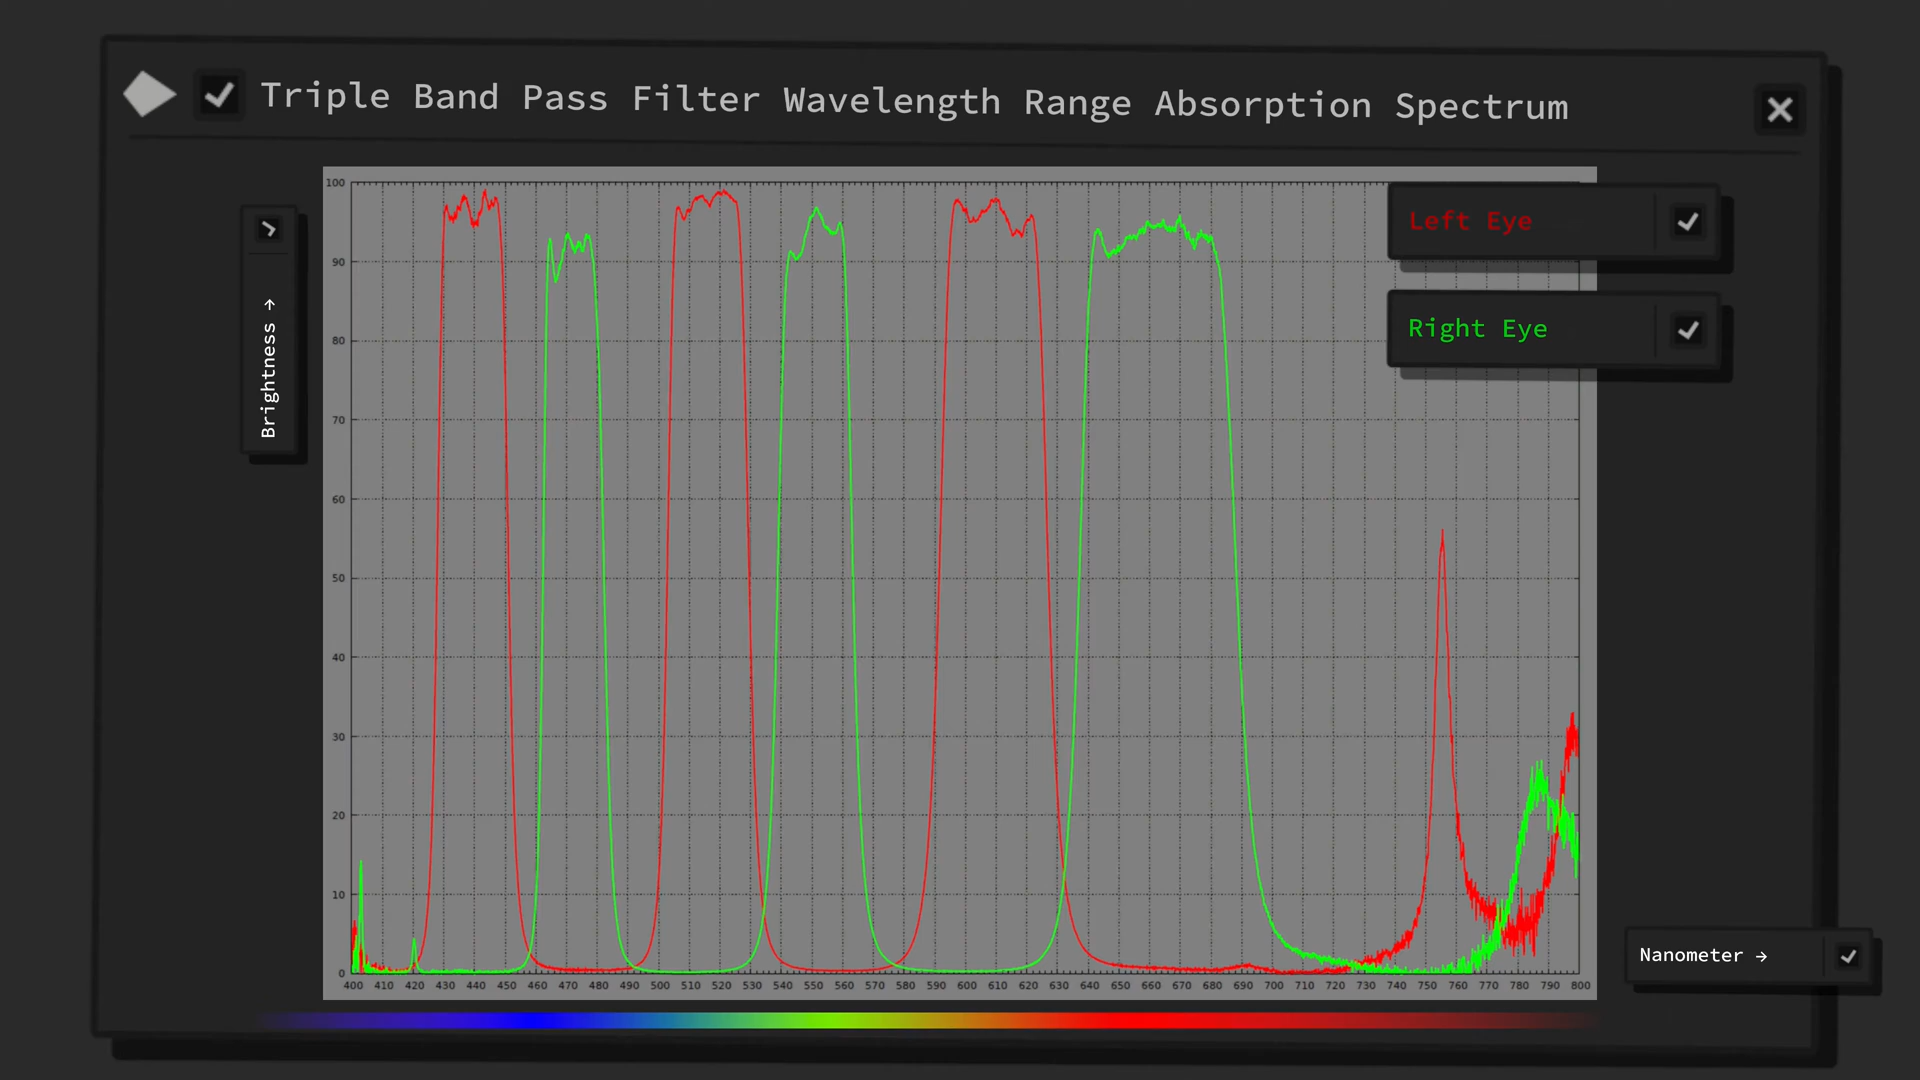 Triple Band Pass Filter Wavelength Range Absorption Spectrum
Brightness →
Left Eye
Right Eye
100
90
80
70
60
50
40
30
20
10
0
400 410 420 430 440 450 460 470 480 490 500 510 520 530 540 550 560 570 580 590 600 610 620 630 640 650 660 670 680 690 700 710 720 730 740 750 760 770 780 790 800
Nanometer →